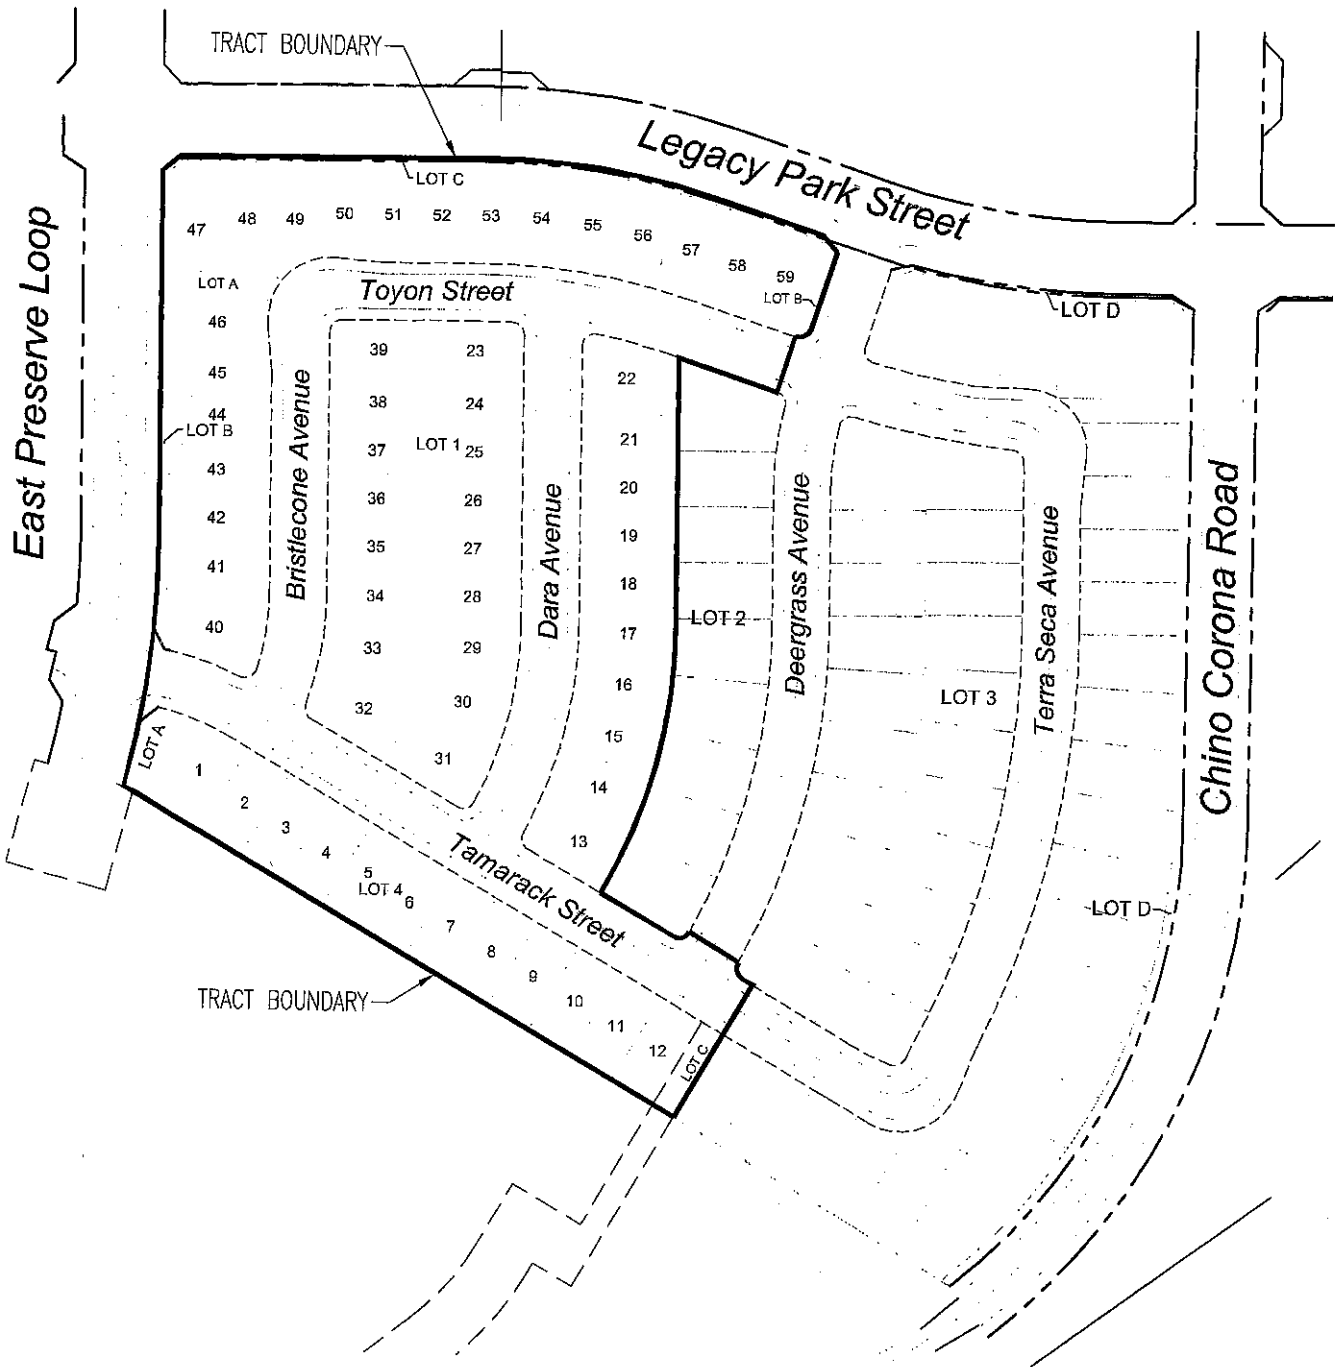 TRACT BOUNDARY
Legacy Park Street
LOT C
47 48 49 50 51 52 53 54 55 56 57 58 59
LOT A
LOT B
LOT D
Toyon Street
East Preserve Loop
46
45
44
LOT B
43
42
41
40
Bristlecone Avenue
39
38
37
36
35
34
33
32
LOT 1
23
24
25
26
27
28
29
30
31
Dara Avenue
22
21
20
19
18
17
16
15
14
13
LOT 2
Deergrass Avenue
LOT 3
Terra Seca Avenue
Chino Corona Road
LOT D
LOT A
1
2
3
4
5
LOT 4
6
7
8
9
10
11
12
LOT C
Tamarack Street
TRACT BOUNDARY